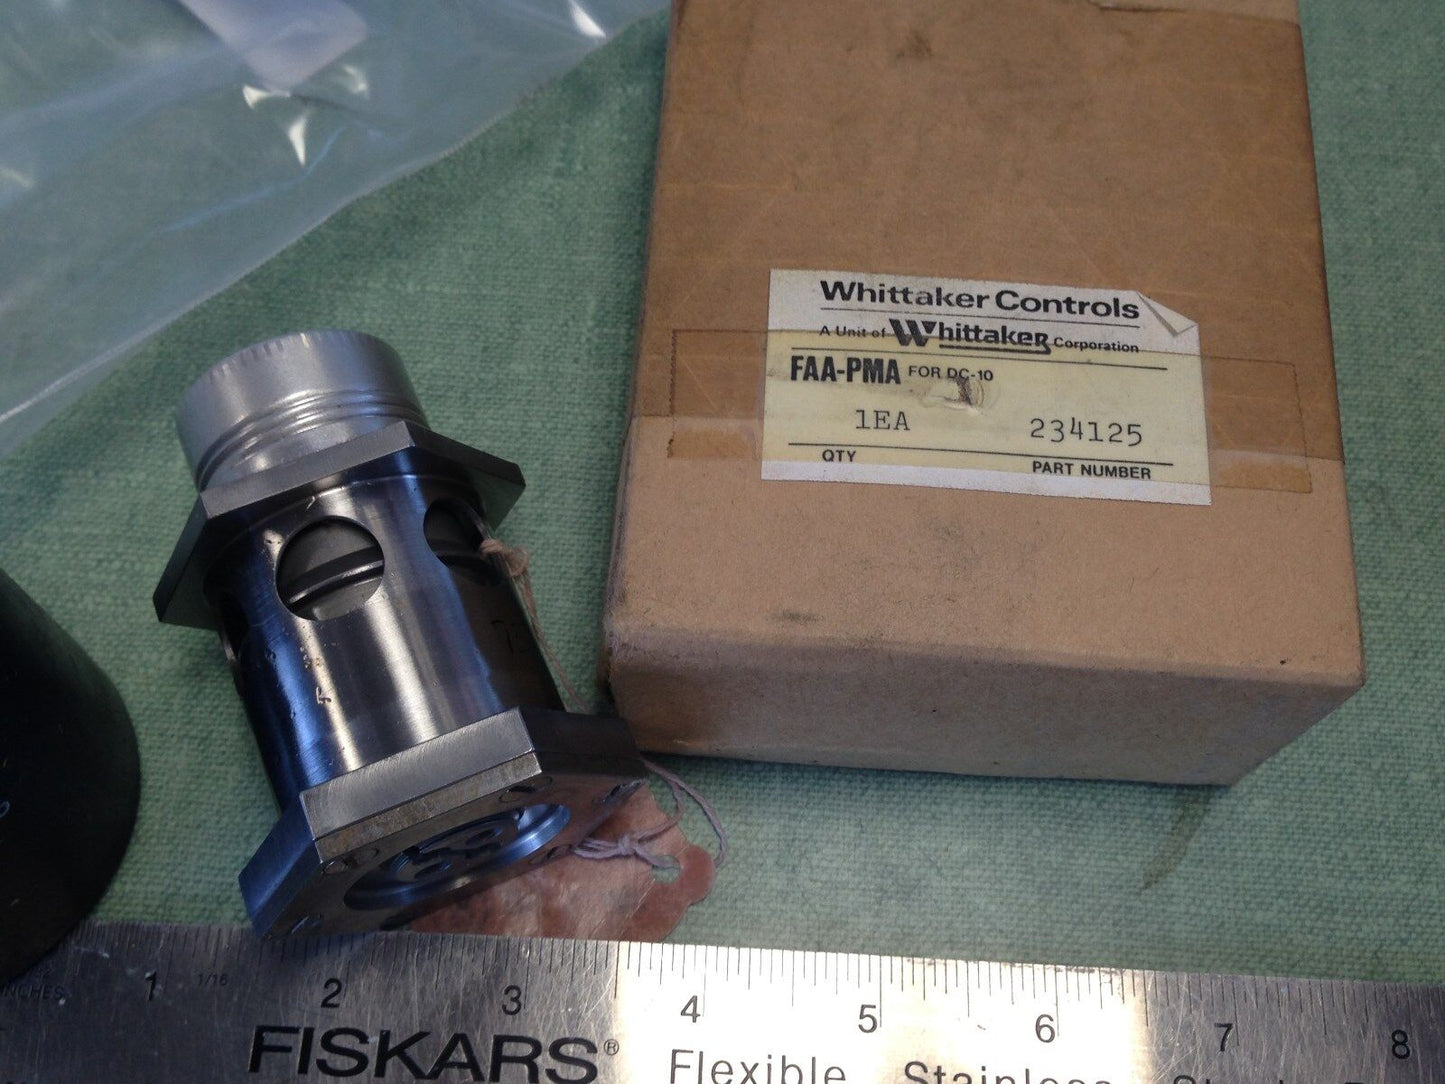 Whittaker Controls
A Unit of Whittaker Corporation
FAA-PMA FOR DC-10
1EA 234125
QTY PART NUMBER
INCHES 1 1/16 2 3 4 5 6 7 8
FISKARS® Flexible Stainless